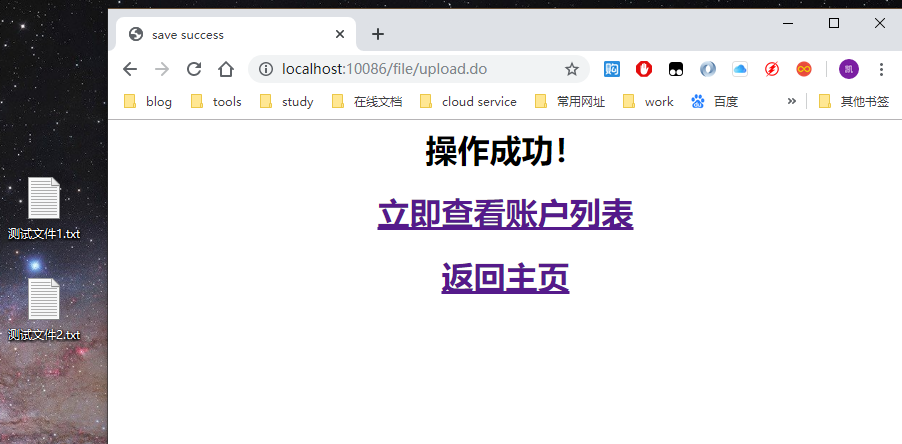 save success
localhost:10086/file/upload.do
购
凯
blog
tools
study
在线文档
cloud service
常用网址
work
百度
»
其他书签
操作成功！
立即查看账户列表
返回主页
测试文件1.txt
测试文件2.txt